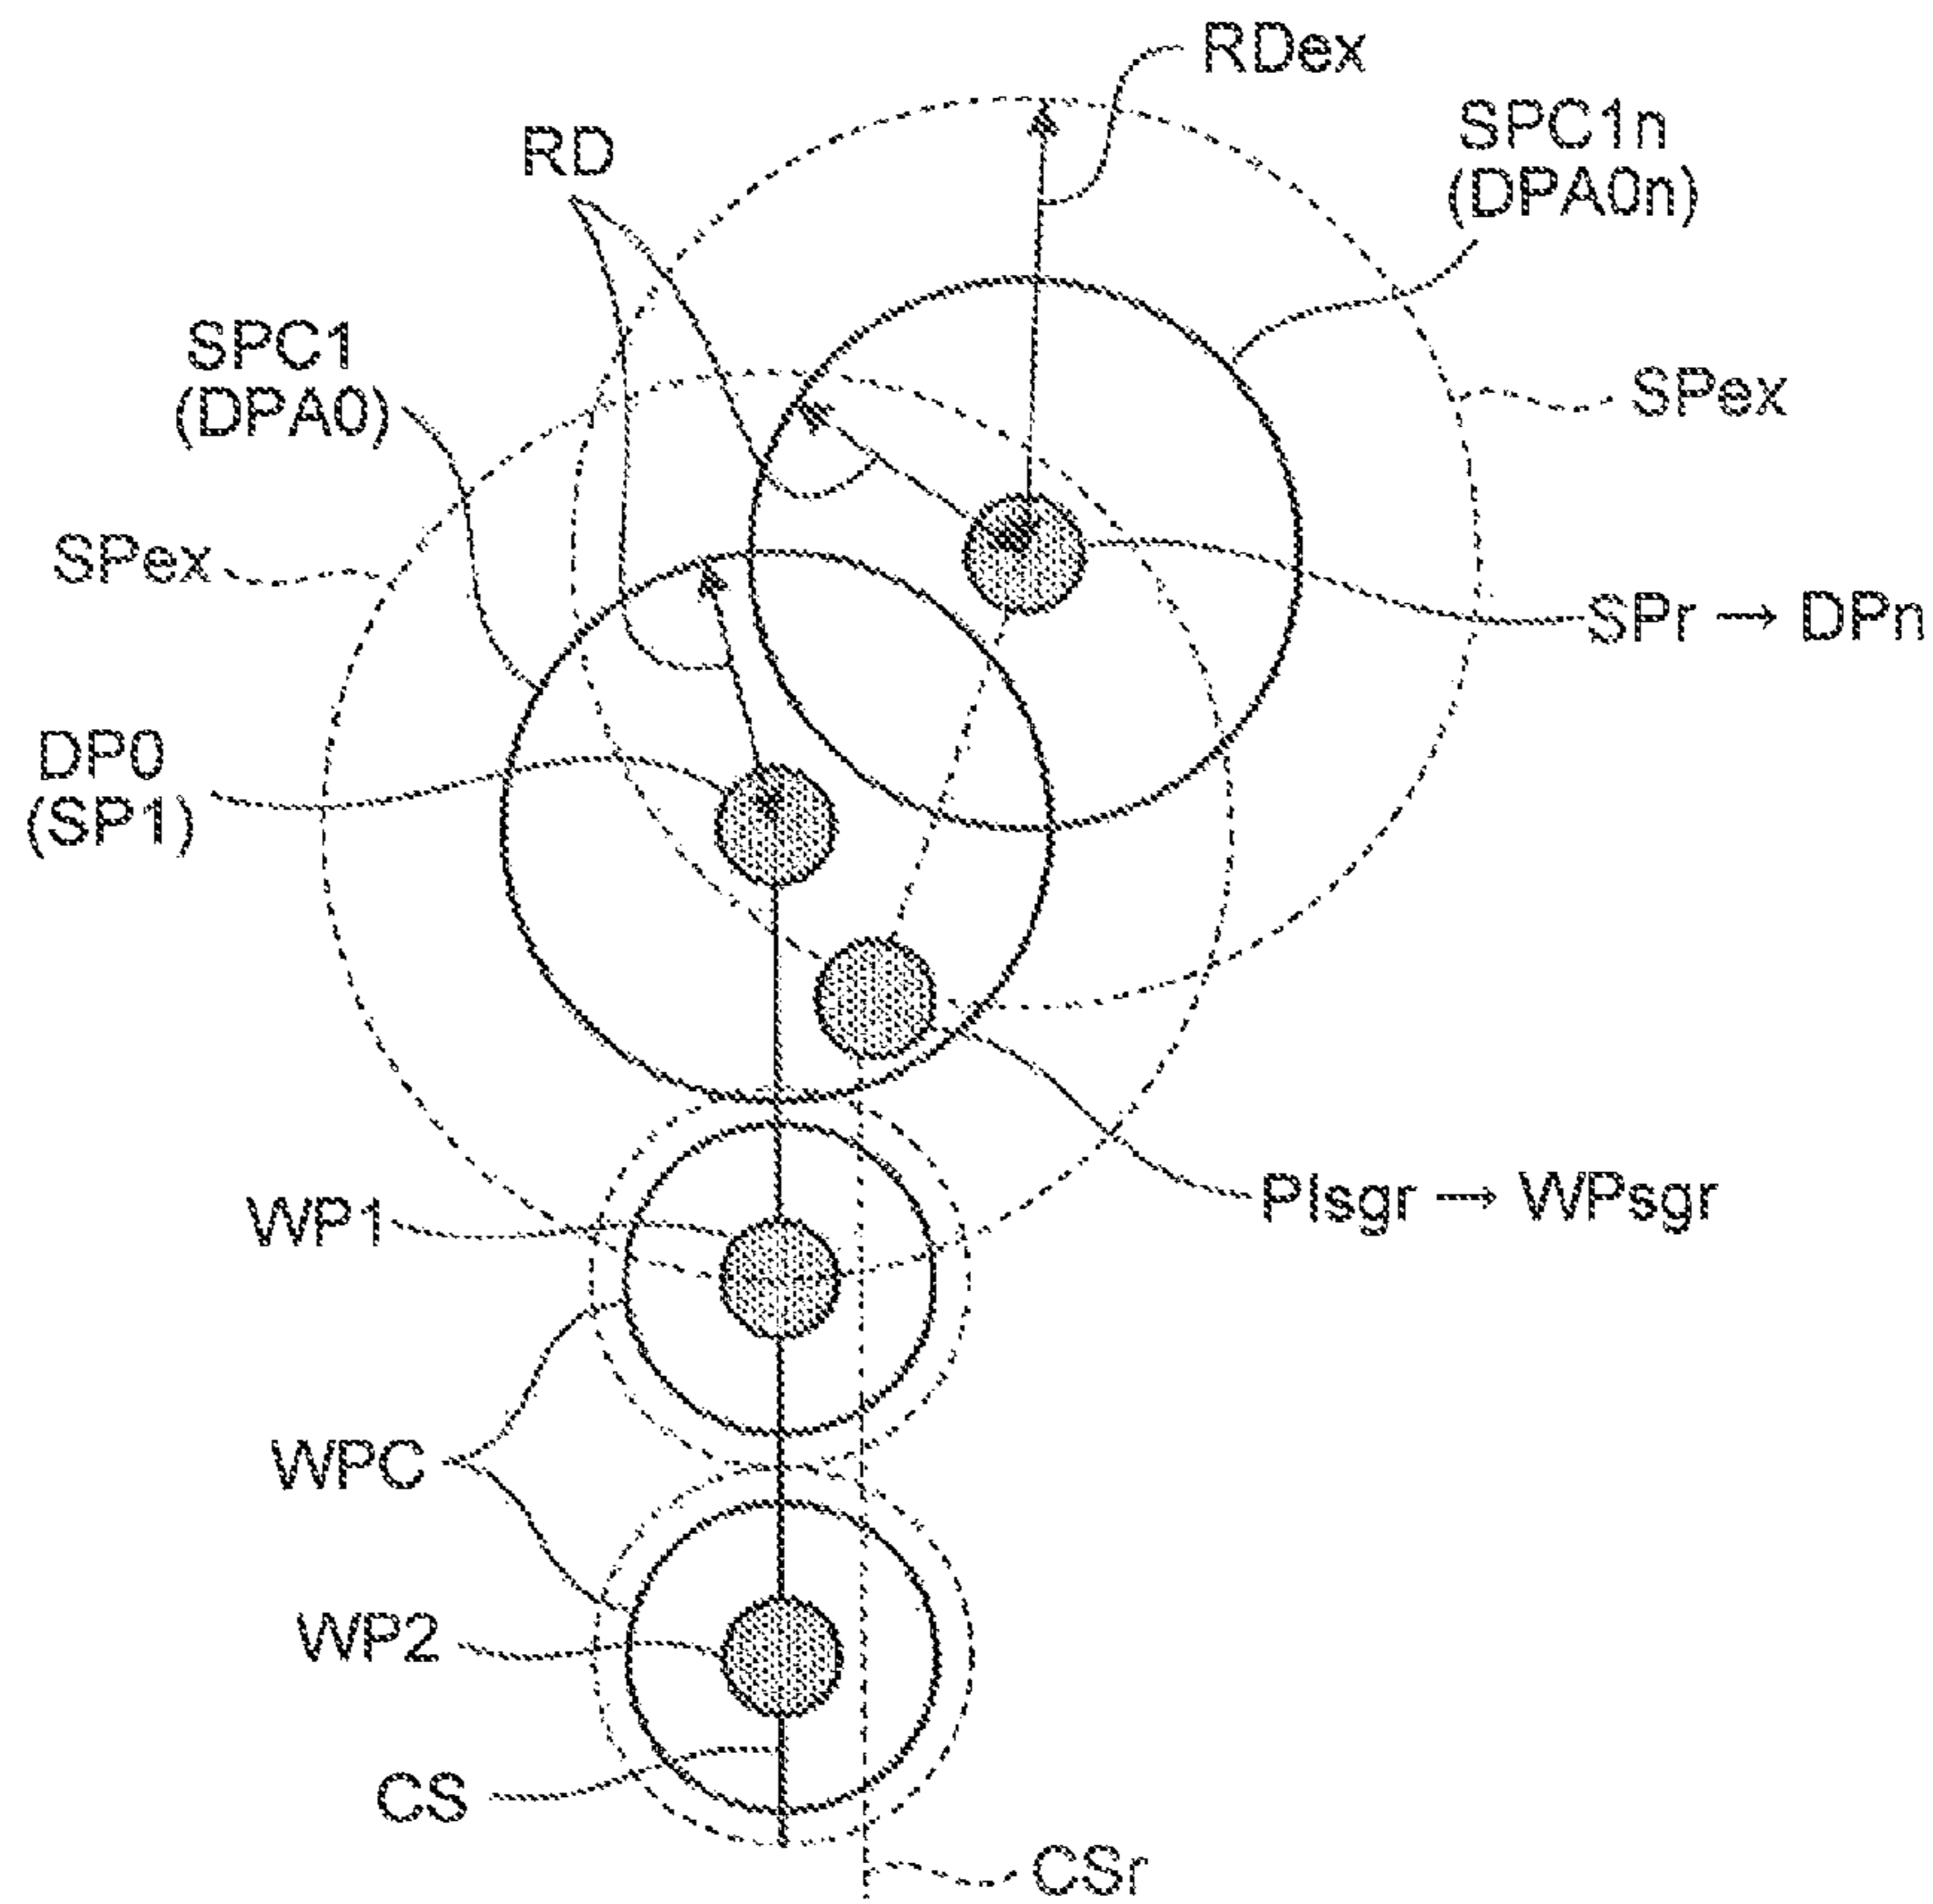 RDex
SPC1n
(DPA0n)
RD
SPC1
(DPA0)
SPex
SPex
SPr → DPn
DP0
(SP1)
WP1
PIsgr → WPsgr
WPC
WP2
CS
CSr